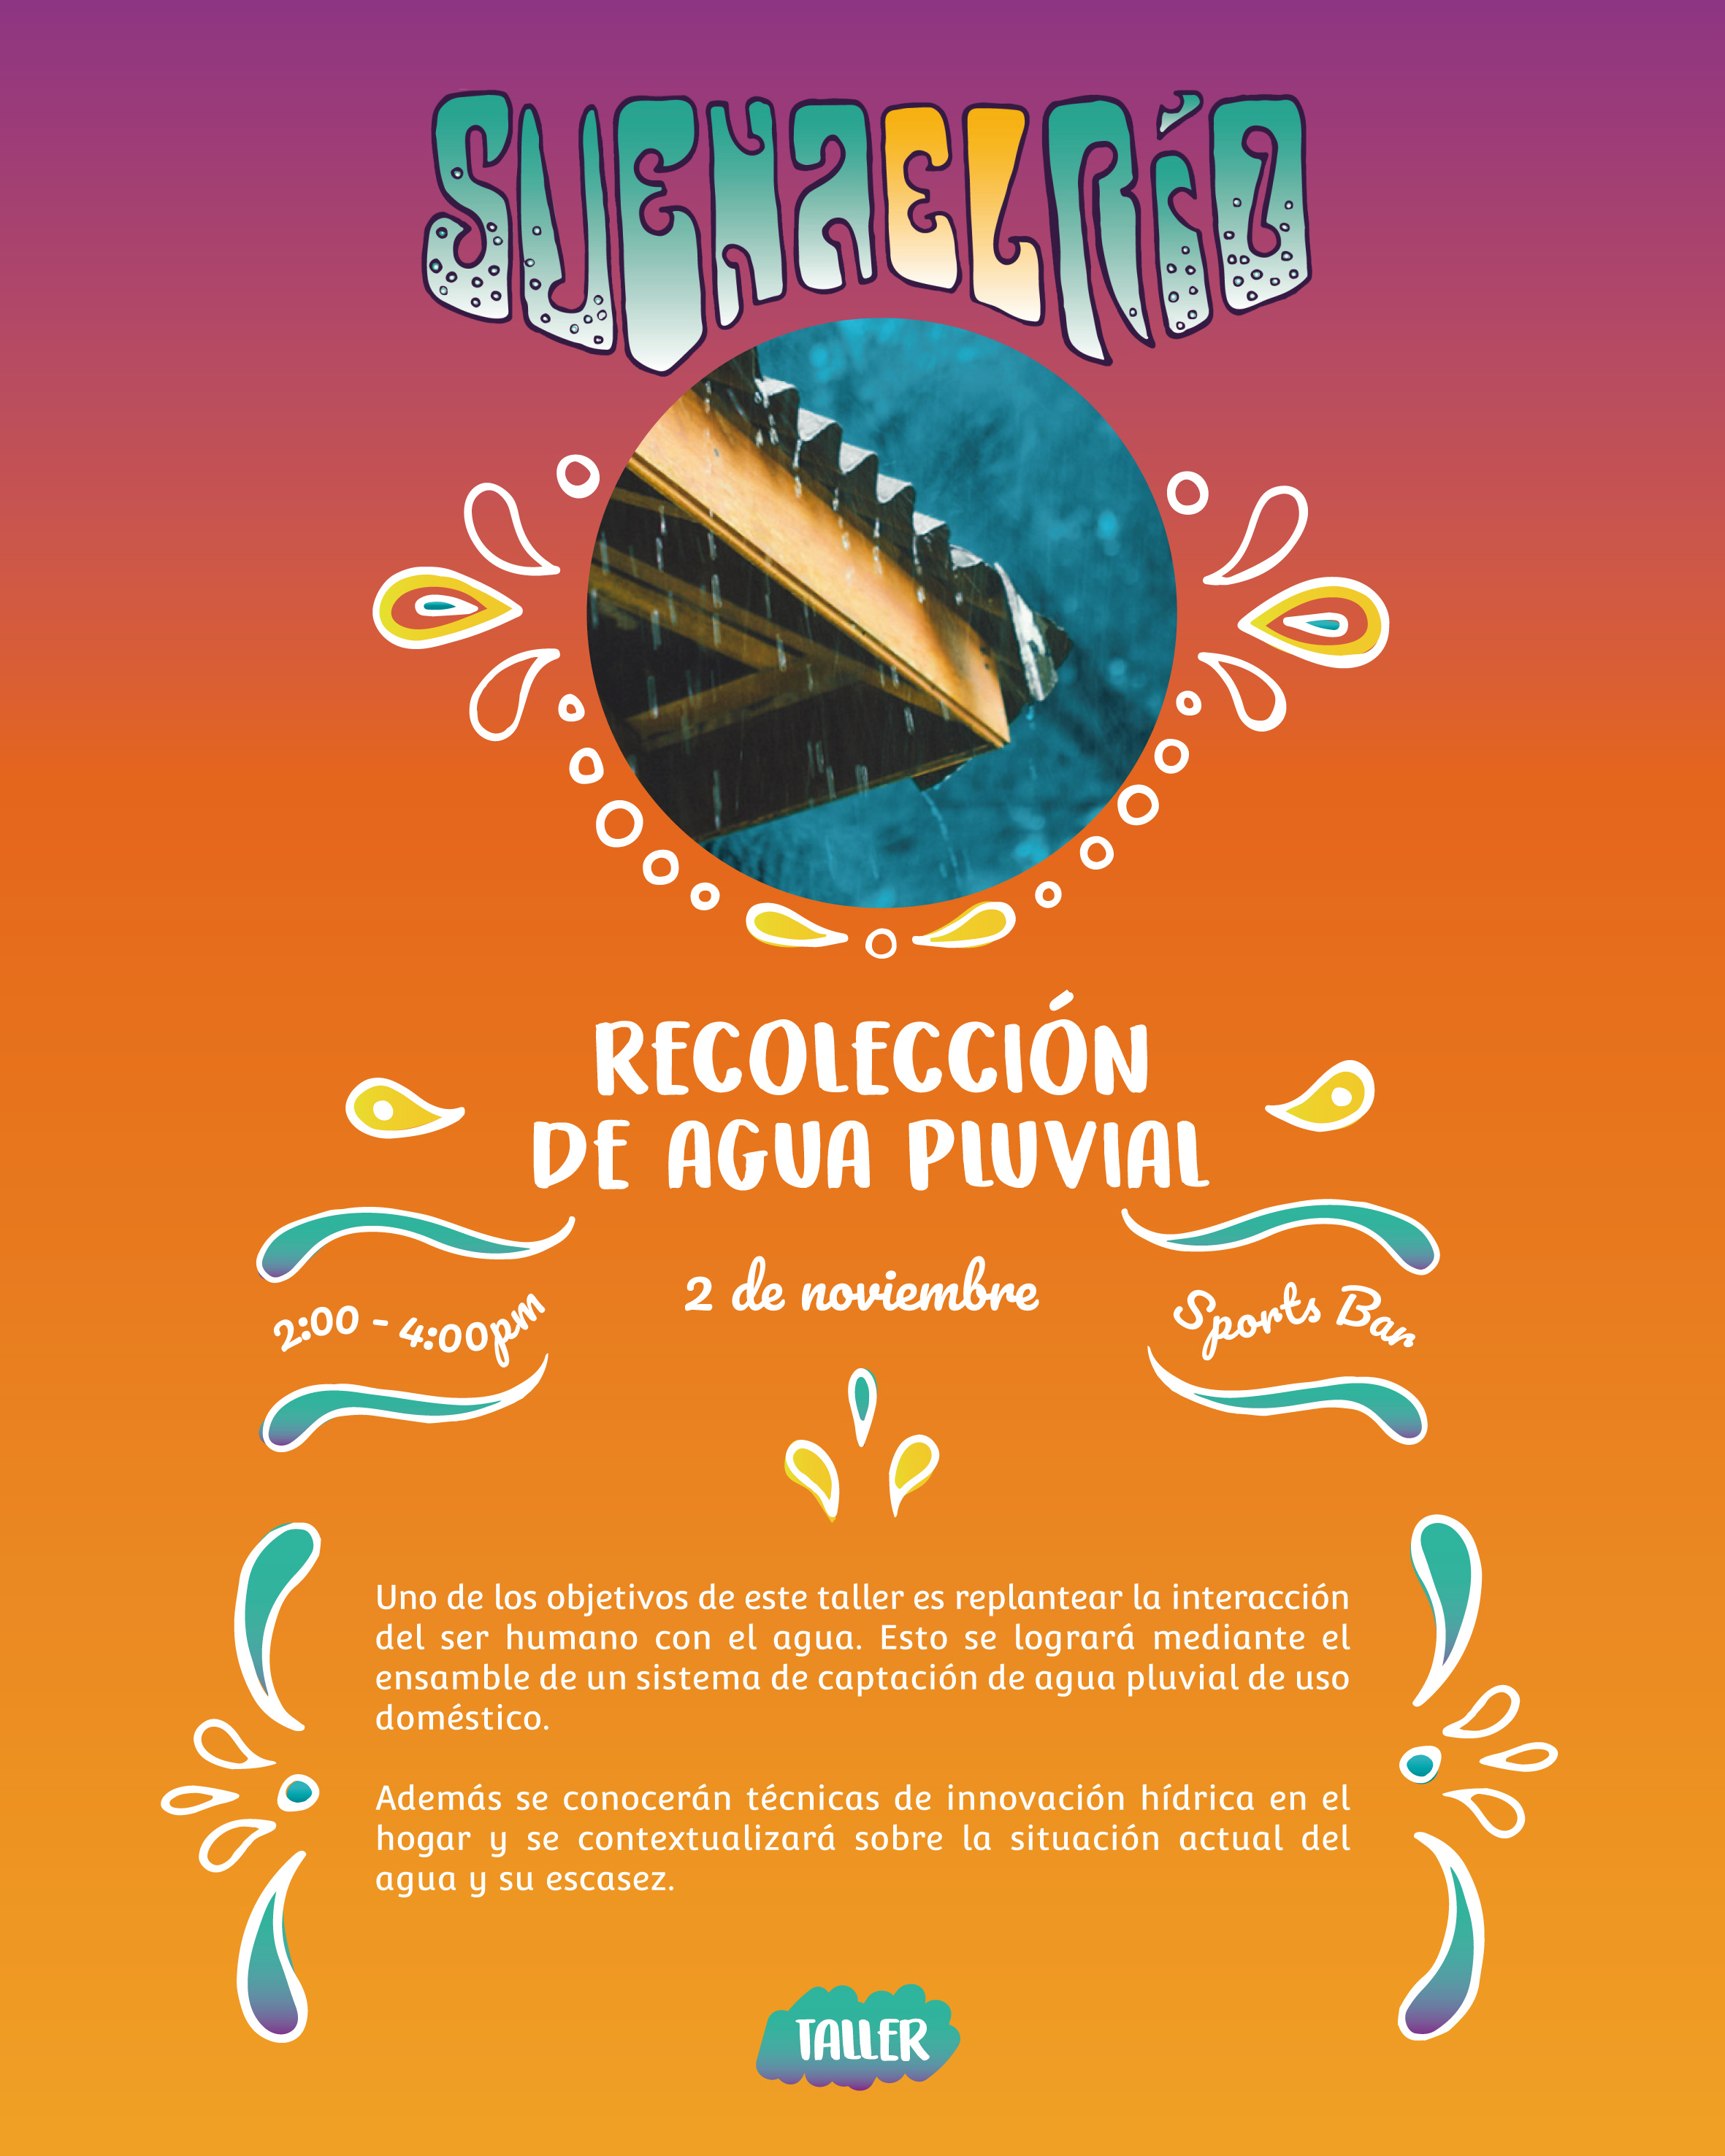 SUENAELRÍO
RECOLECCIÓN
DE AGUA PLUVIAL
2 de noviembre
2:00 - 4:00pm
Sports Bar
Uno de los objetivos de este taller es replantear la interacción
del ser humano con el agua. Esto se logrará mediante el
ensamble de un sistema de captación de agua pluvial de uso
doméstico.
Además se conocerán técnicas de innovación hídrica en el
hogar y se contextualizará sobre la situación actual del
agua y su escasez.
TALLER